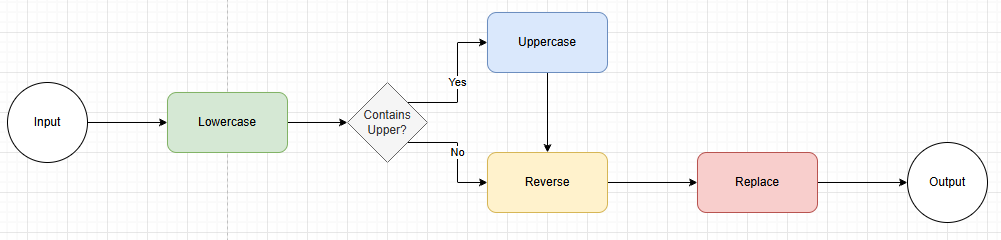 Input
Lowercase
Contains
Upper?
Yes
No
Uppercase
Reverse
Replace
Output